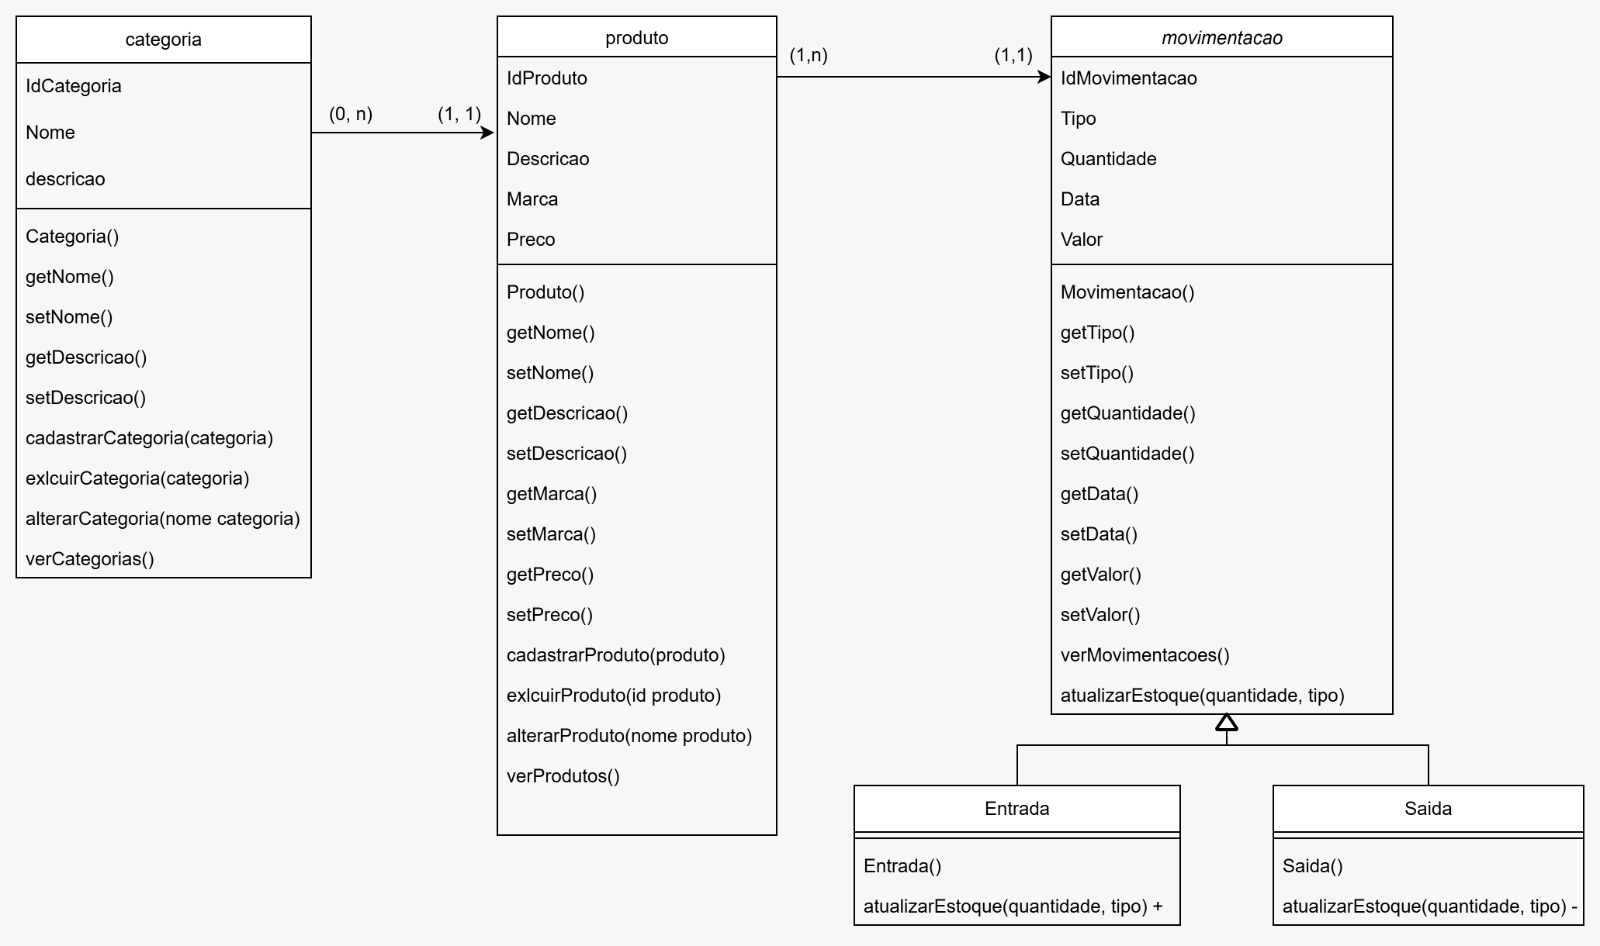 categoria
IdCategoria
Nome
descricao
Categoria()
getNome()
setNome()
getDescricao()
setDescricao()
cadastrarCategoria(categoria)
exlcuirCategoria(categoria)
alterarCategoria(nome categoria)
verCategorias()
(0, n)
(1, 1)
produto
IdProduto
Nome
Descricao
Marca
Preco
Produto()
getNome()
setNome()
getDescricao()
setDescricao()
getMarca()
setMarca()
getPreco()
setPreco()
cadastrarProduto(produto)
exlcuirProduto(id produto)
alterarProduto(nome produto)
verProdutos()
(1,n)
(1,1)
movimentacao
IdMovimentacao
Tipo
Quantidade
Data
Valor
Movimentacao()
getTipo()
setTipo()
getQuantidade()
setQuantidade()
getData()
setData()
getValor()
setValor()
verMovimentacoes()
atualizarEstoque(quantidade, tipo)
Entrada
Entrada()
atualizarEstoque(quantidade, tipo) +
Saida
Saida()
atualizarEstoque(quantidade, tipo) -